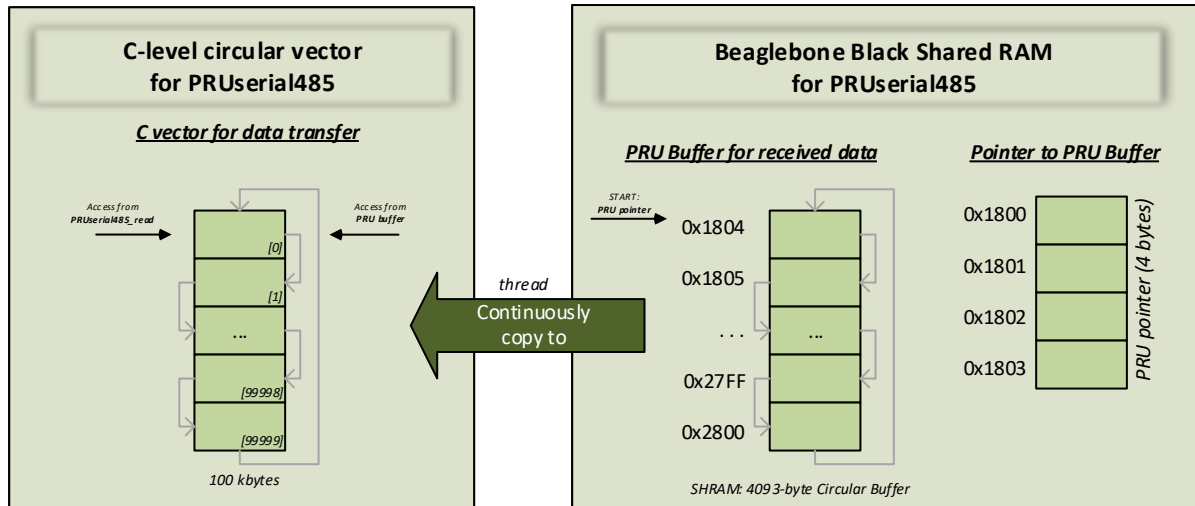 C-level circular vector
for PRUserial485
C vector for data transfer
Access from
PRUserial485_read
Access from
PRU buffer
[0]
[1]
...
[99998]
[99999]
100 kbytes
thread
Continuously
copy to
Beaglebone Black Shared RAM
for PRUserial485
PRU Buffer for received data
START:
PRU pointer
0x1804
0x1805
. . .
...
0x27FF
0x2800
SHRAM: 4093-byte Circular Buffer
Pointer to PRU Buffer
0x1800
0x1801
0x1802
0x1803
PRU pointer (4 bytes)